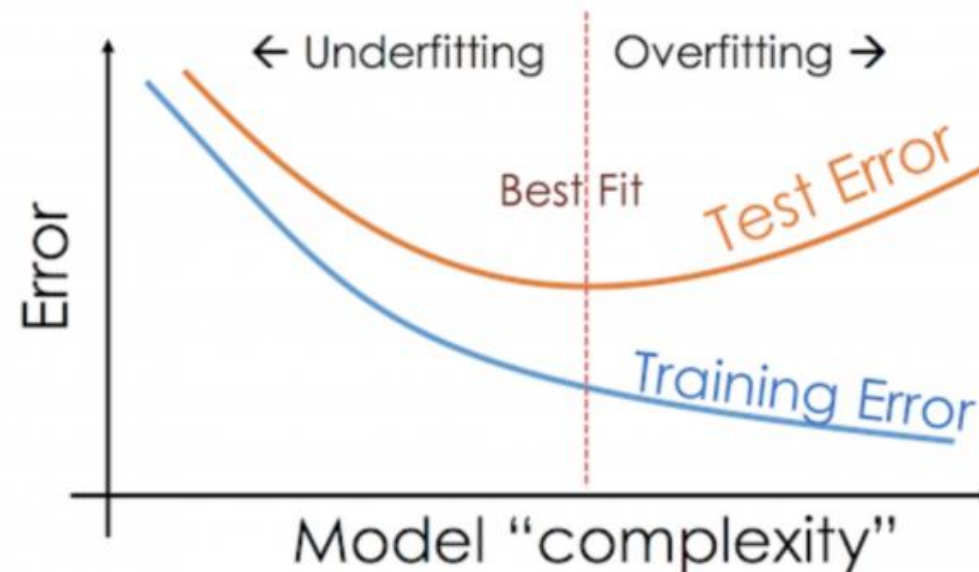 ← Underfitting
Overfitting →
Best Fit
Test Error
Error
Training Error
Model “complexity”